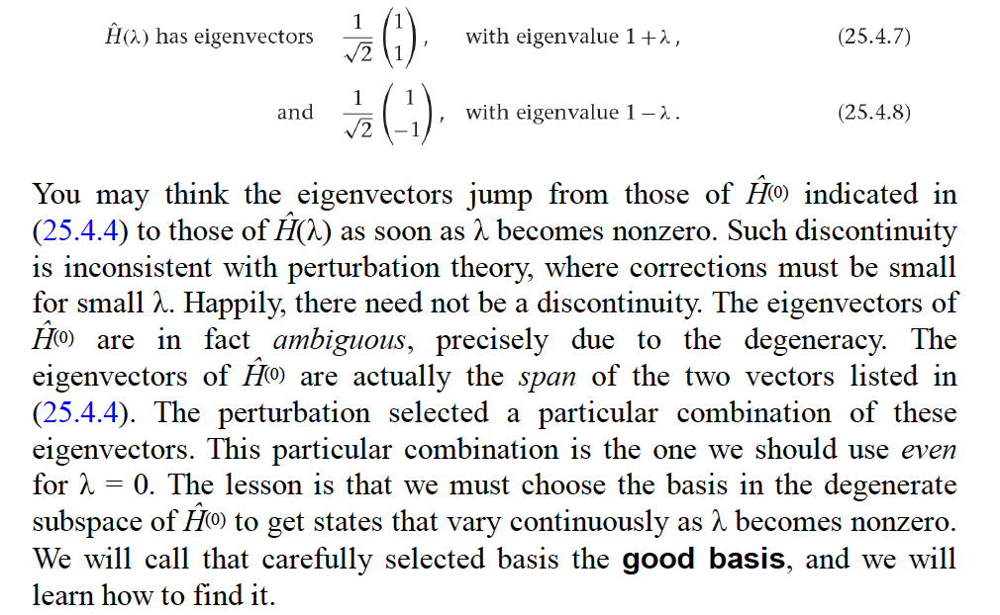 Ĥ(λ) has eigenvectors 1/√2 (1 1), with eigenvalue 1+λ, (25.4.7)
and 1/√2 (1 −1), with eigenvalue 1 − λ. (25.4.8)
You may think the eigenvectors jump from those of Ĥ⁽⁰⁾ indicated in
(25.4.4) to those of Ĥ(λ) as soon as λ becomes nonzero. Such discontinuity
is inconsistent with perturbation theory, where corrections must be small
for small λ. Happily, there need not be a discontinuity. The eigenvectors of
Ĥ⁽⁰⁾ are in fact ambiguous, precisely due to the degeneracy. The
eigenvectors of Ĥ⁽⁰⁾ are actually the span of the two vectors listed in
(25.4.4). The perturbation selected a particular combination of these
eigenvectors. This particular combination is the one we should use even
for λ = 0. The lesson is that we must choose the basis in the degenerate
subspace of Ĥ⁽⁰⁾ to get states that vary continuously as λ becomes nonzero.
We will call that carefully selected basis the good basis, and we will
learn how to find it.